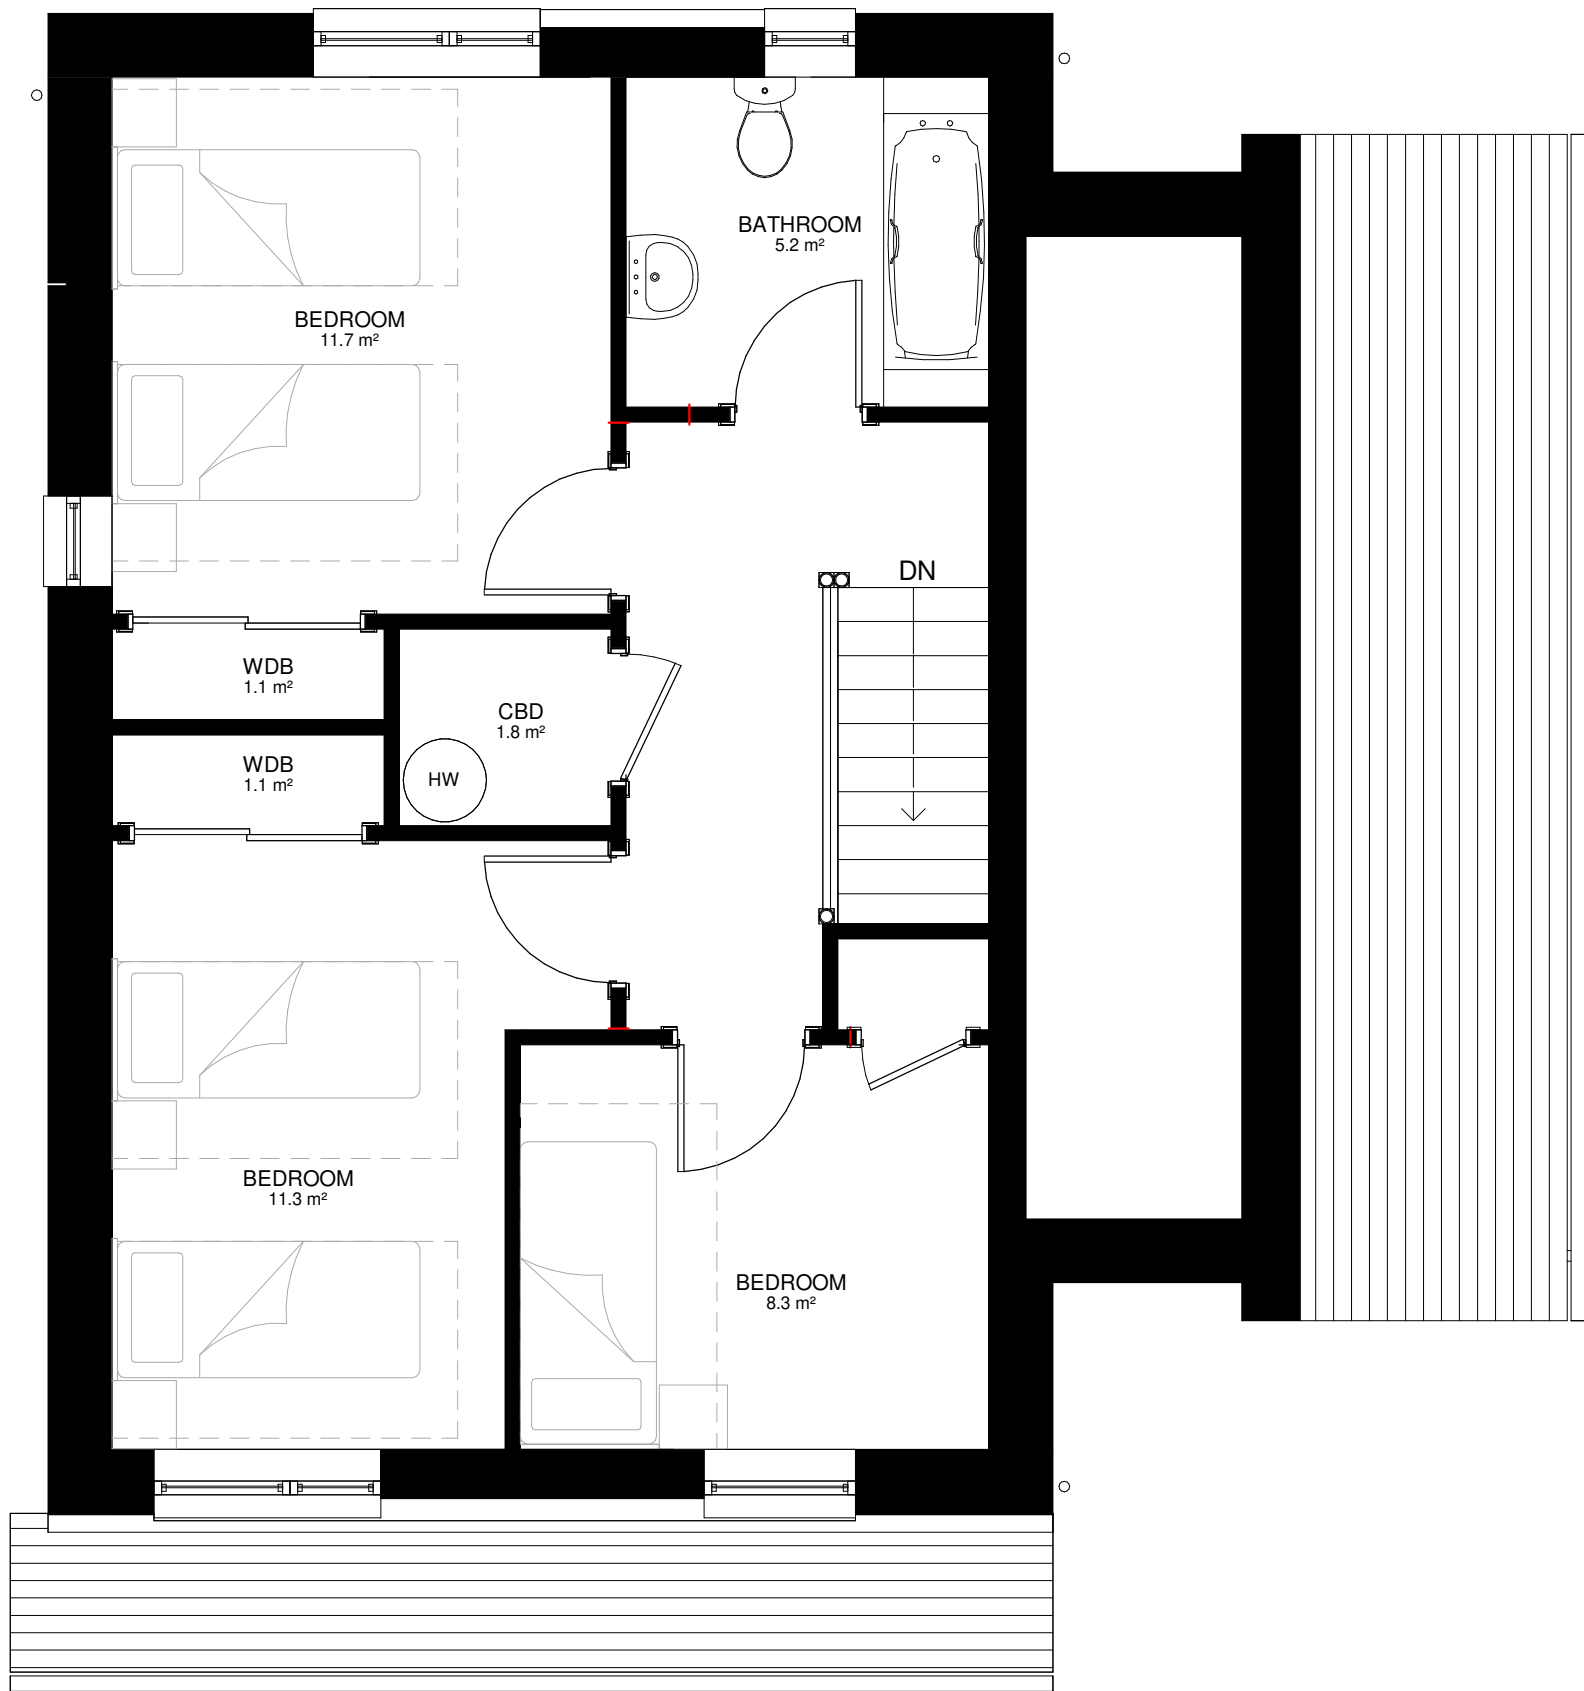 BATHROOM
5.2 m²
BEDROOM
11.7 m²
DN
WDB
1.1 m²
CBD
1.8 m²
WDB
1.1 m²
HW
BEDROOM
11.3 m²
BEDROOM
8.3 m²